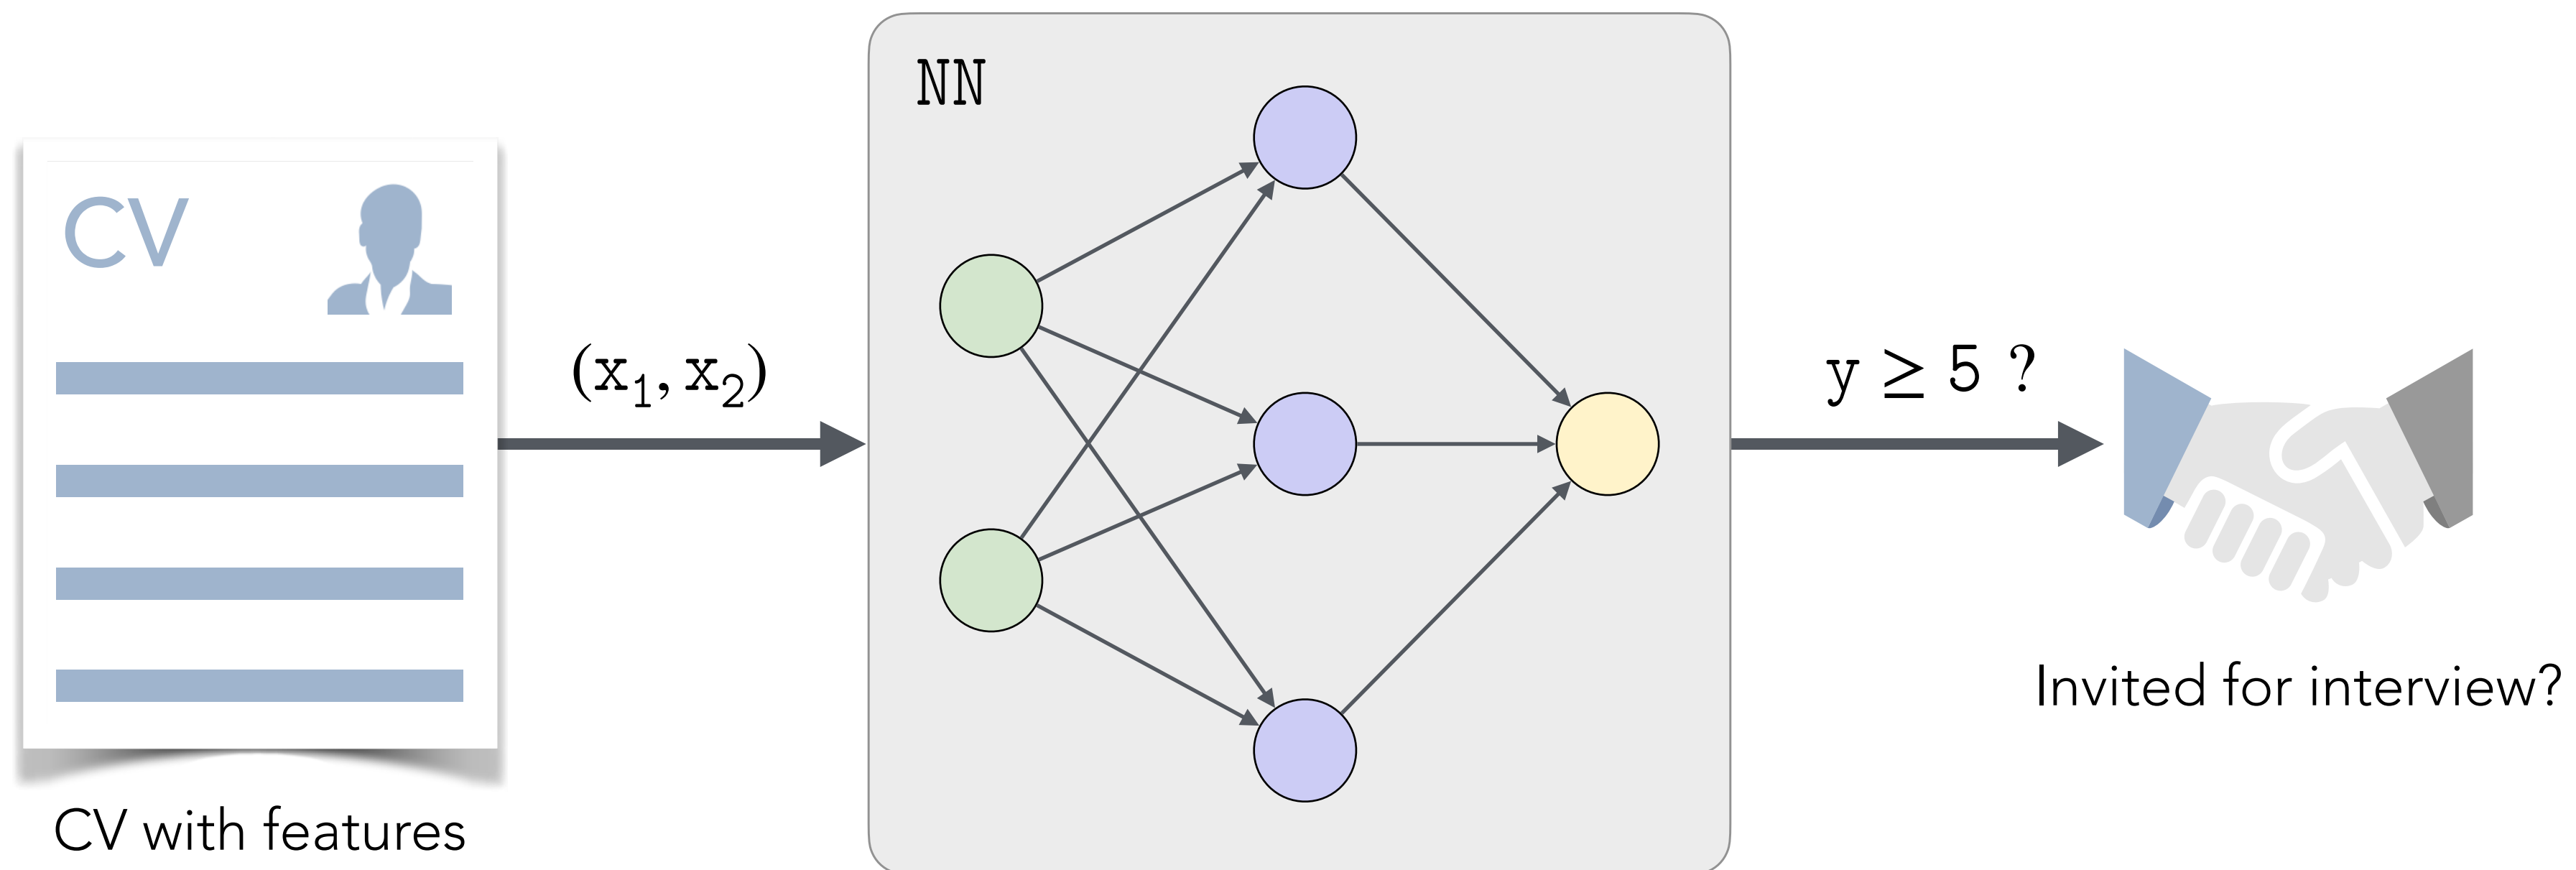 NN
CV
(x₁, x₂)
y ≥ 5 ?
Invited for interview?
CV with features